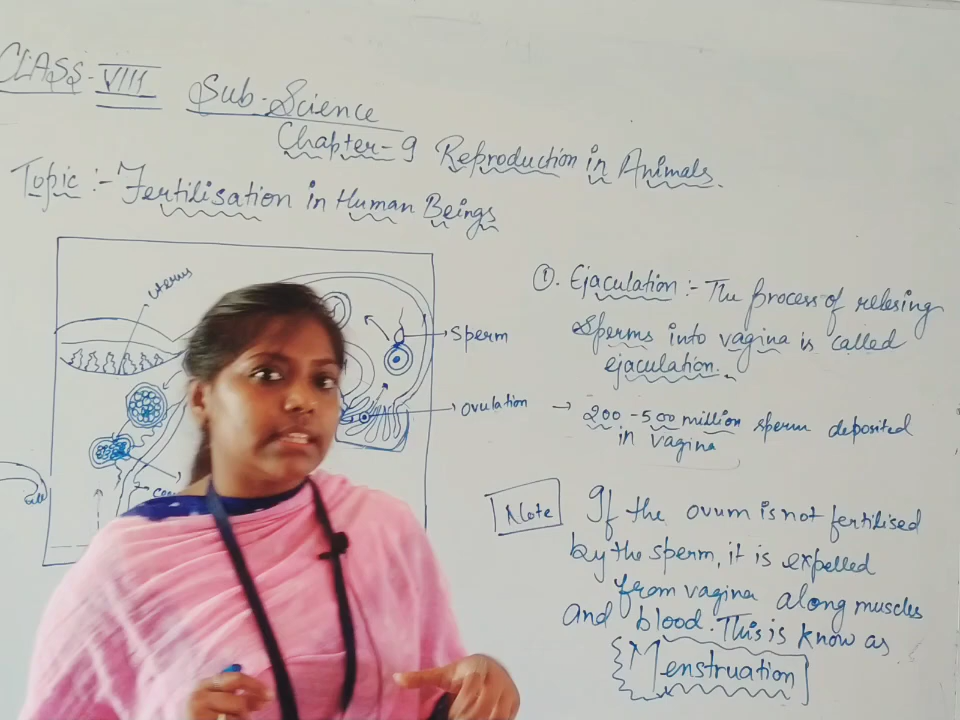 CLASS-VIII
Sub-Science
Chapter-9 Reproduction in Animals.
Topic :- Fertilisation in Human Beings
uterus
sperm
ovulation
①. Ejaculation :- The process of relesing
sperms into vagina is called
ejaculation.
→ 200-500 million sperm deposited
in vagina
Note
If the ovum is not fertilised
by the sperm, it is expelled
from vagina along muscles
and blood. This is know as
Menstruation